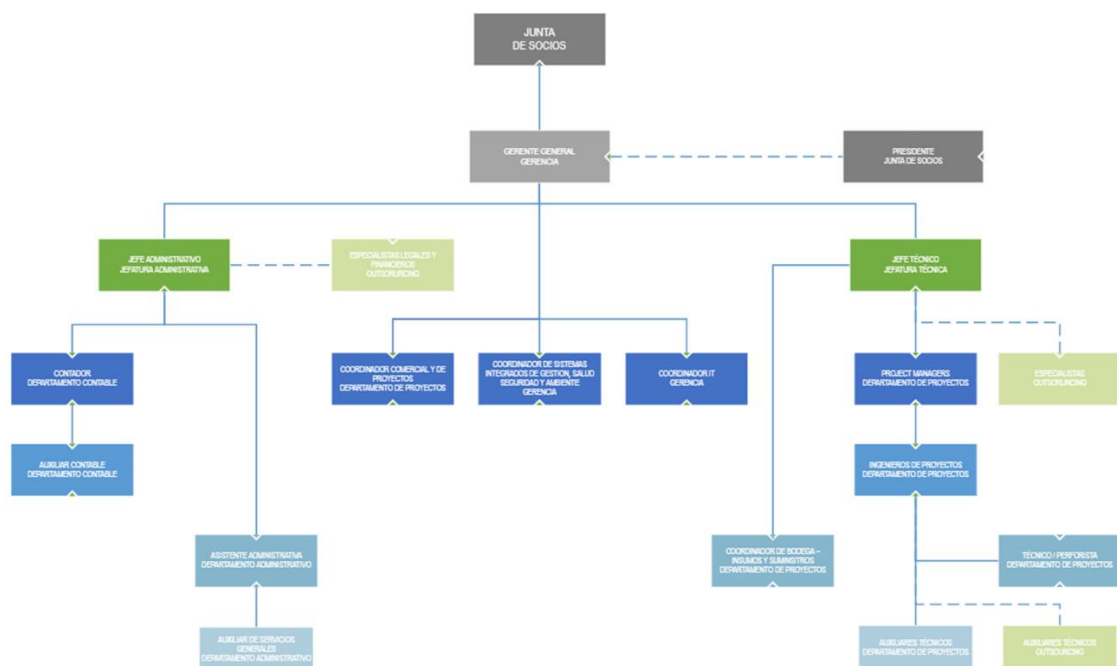 JUNTA
DE SOCIOS
GERENTE GENERAL
GERENCIA
PRESIDENTE
JUNTA DE SOCIOS
JEFE ADMINISTRATIVO
JEFATURA ADMINISTRATIVA
ESPECIALISTAS LEGALES Y
FINANCIEROS
OUTSORURCING
JEFE TÉCNICO
JEFATURA TÉCNICA
CONTADOR
DEPARTAMENTO CONTABLE
COORDINADOR COMERCIAL Y DE
PROYECTOS
DEPARTAMENTO DE PROYECTOS
COORDINADOR DE SISTEMAS
INTEGRADOS DE GESTION, SALUD
SEGURIDAD Y AMBIENTE
GERENCIA
COORDINADOR IT
GERENCIA
PROJECT MANAGERS
DEPARTAMENTO DE PROYECTOS
ESPECIALISTAS
OUTSORURCING
AUXILIAR CONTABLE
DEPARTAMENTO CONTABLE
INGENIEROS DE PROYECTOS
DEPARTAMENTO DE PROYECTOS
ASISTENTE ADMINISTRATIVA
DEPARTAMENTO ADMINISTRATIVO
COORDINADOR DE BODEGA –
INSUMOS Y SUMINSITROS
DEPARTAMENTO DE PROYECTOS
TÉCNICO / PERFORISTA
DEPARTAMENTO DE PROYECTOS
AUXILIAR DE SERVICIOS
GENERALES
DEPARTAMENTO ADMINISTRATIVO
AUXILIARES TÉCNICOS
DEPARTAMENTO DE PROYECTOS
AUXILIARES TÉCNICOS
OUTSOURCING